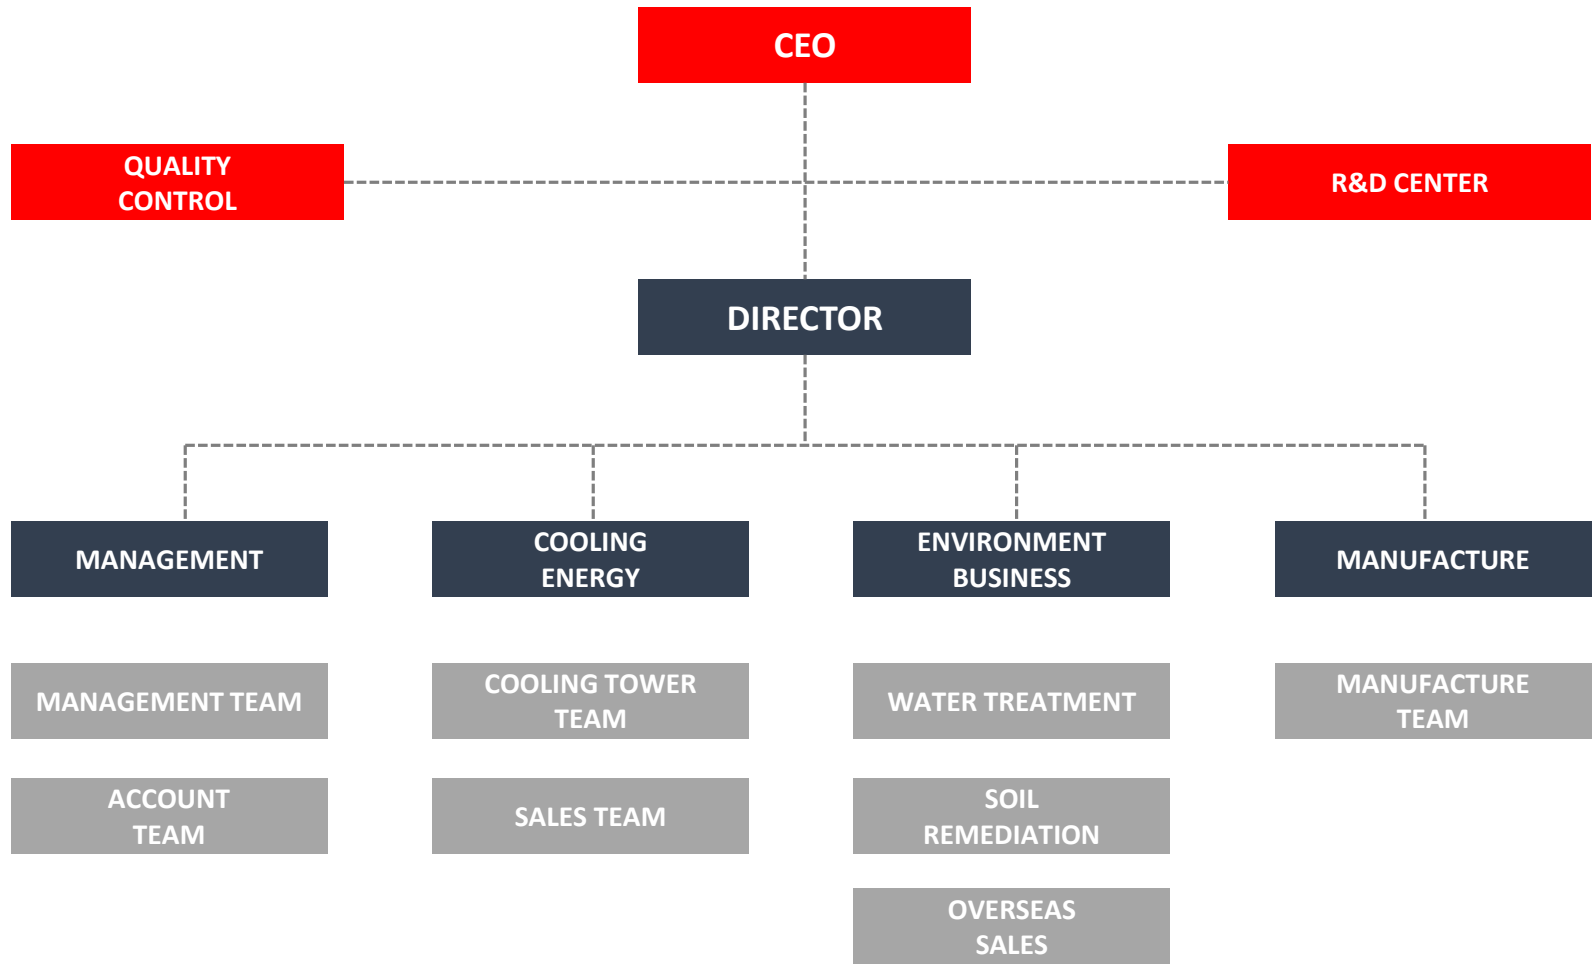 CEO
QUALITY
CONTROL
R&D CENTER
DIRECTOR
MANAGEMENT
COOLING
ENERGY
ENVIRONMENT
BUSINESS
MANUFACTURE
MANAGEMENT TEAM
COOLING TOWER
TEAM
WATER TREATMENT
MANUFACTURE
TEAM
ACCOUNT
TEAM
SALES TEAM
SOIL
REMEDIATION
OVERSEAS
SALES